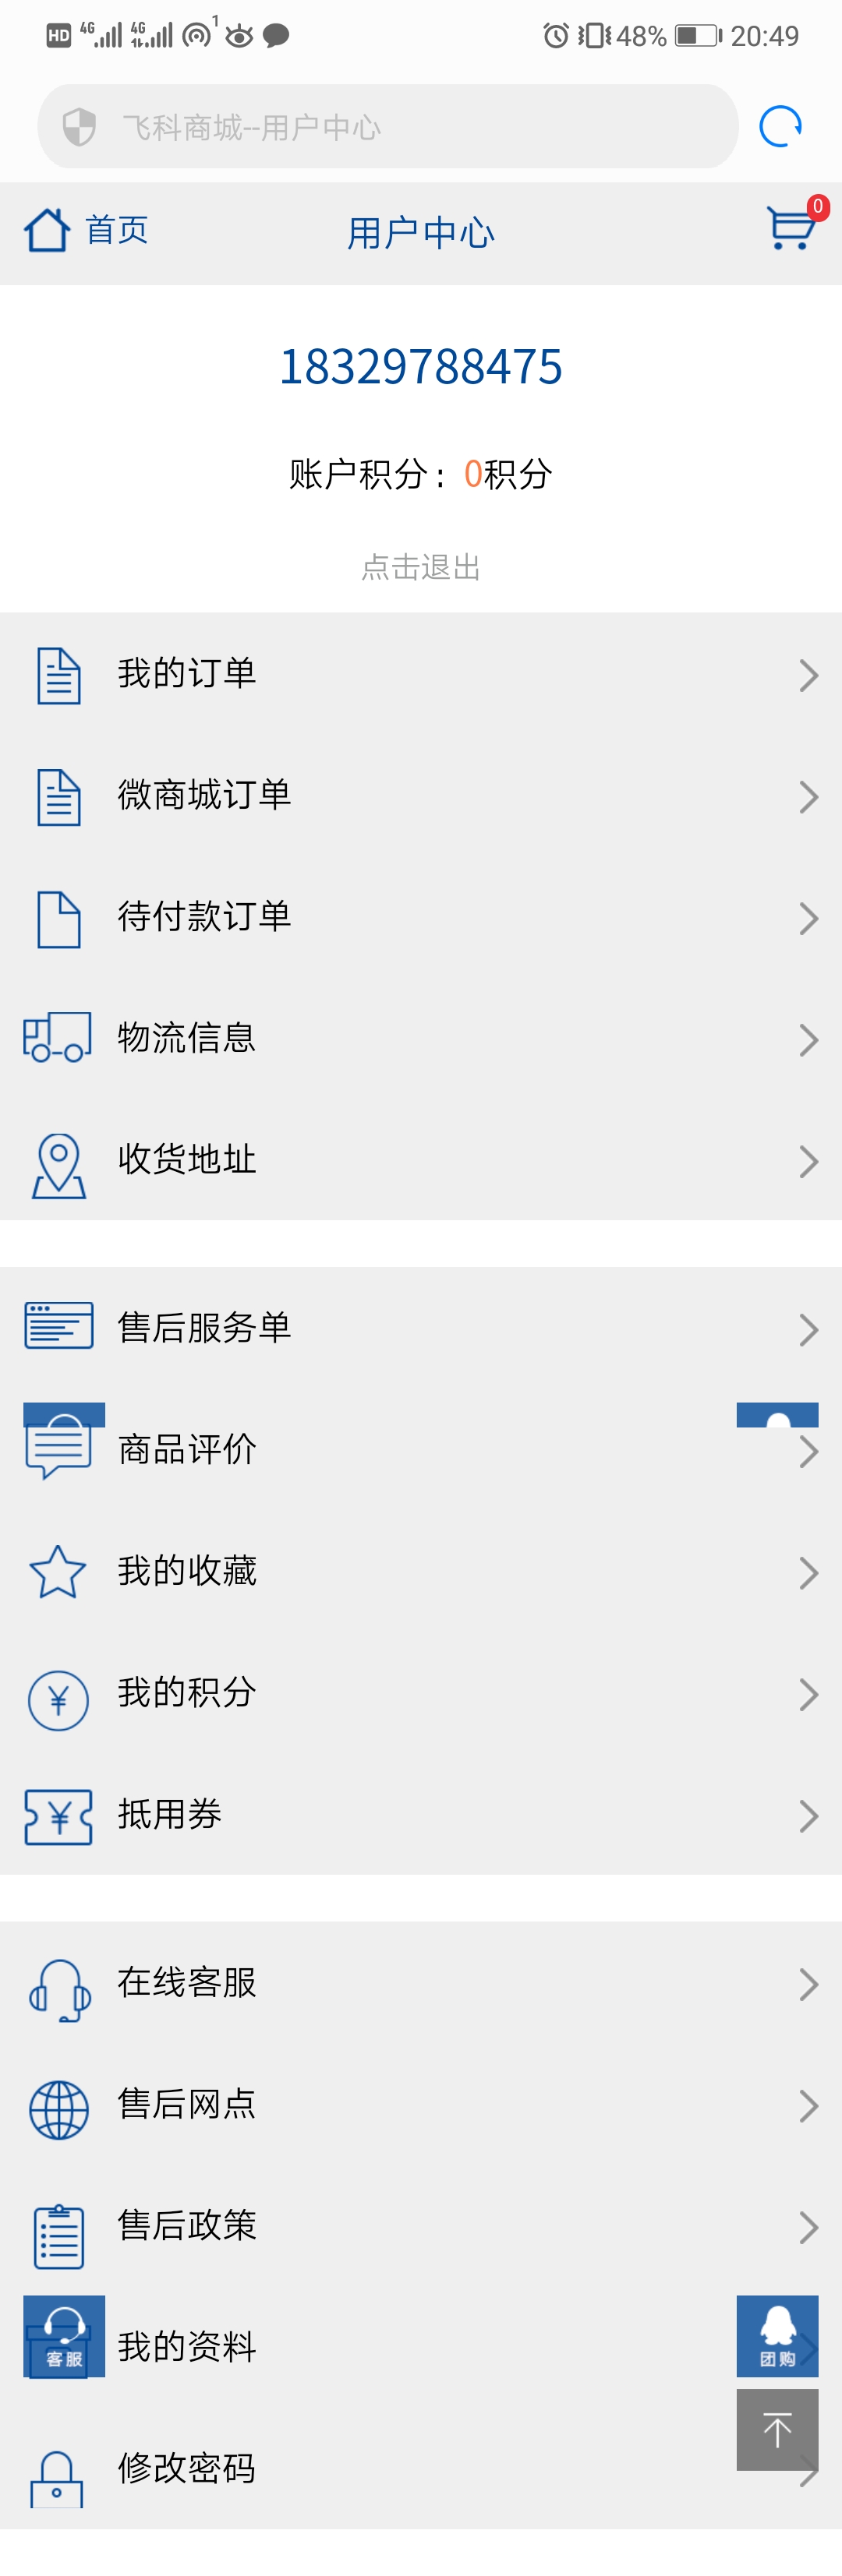 HD 4G 4G 1 48% 20:49
飞科商城--用户中心
首页 用户中心 0
18329788475
账户积分: 0积分
点击退出
我的订单
微商城订单
待付款订单
物流信息
收货地址
售后服务单
商品评价
我的收藏
¥ 我的积分
¥ 抵用券
在线客服
售后网点
售后政策
我的资料
客服 团购
修改密码